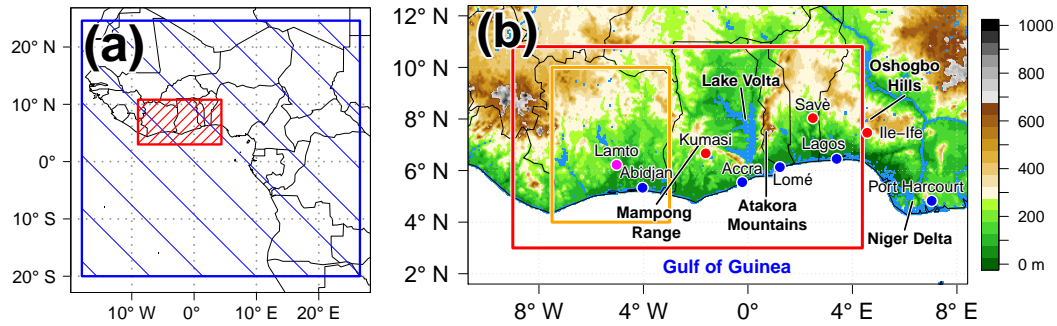 (a)
20° N
10° N
0°
10° S
20° S
10° W
0°
10° E
20° E
(b)
12° N
10° N
8° N
6° N
4° N
2° N
Oshogbo
Hills
Lake Volta
Savè
Ile−Ife
Kumasi
Lamto
Lagos
Abidjan
Accra
Lomé
Port Harcourt
Mampong
Range
Atakora
Mountains
Niger Delta
Gulf of Guinea
8° W
4° W
0°
4° E
8° E
1000
800
600
400
200
0 m